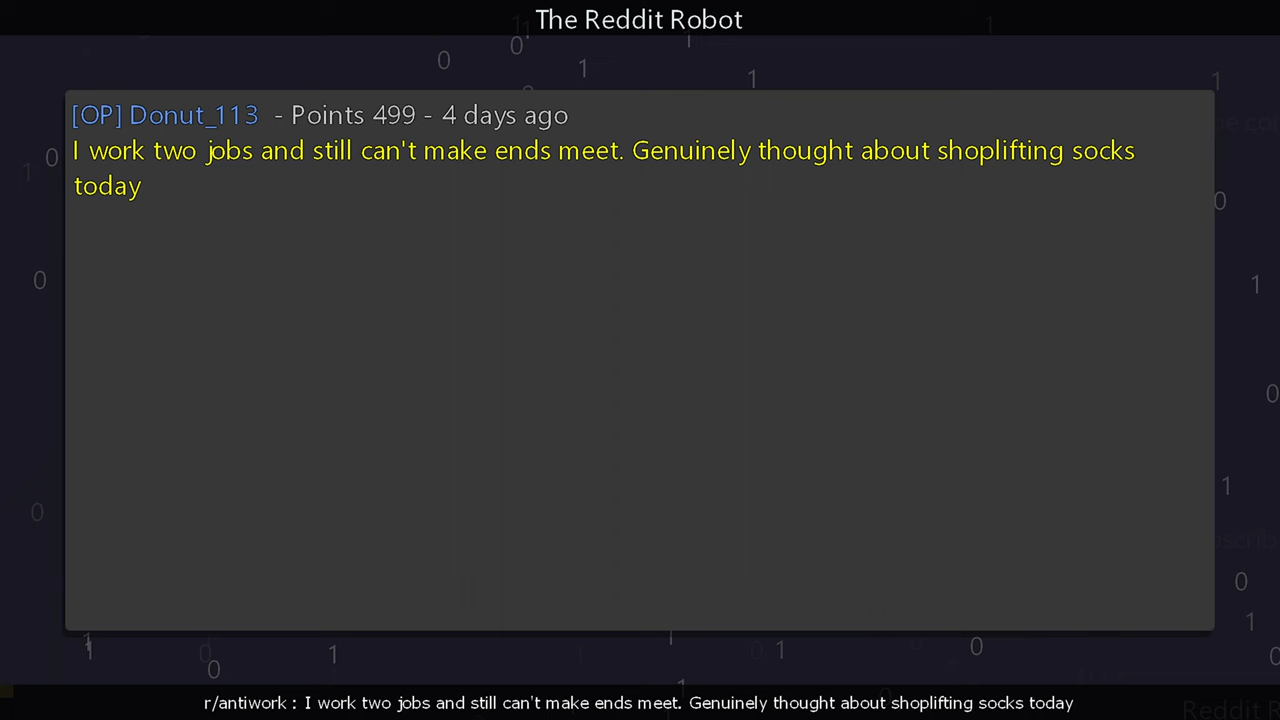 The Reddit Robot
[OP] Donut_113 - Points 499 - 4 days ago
I work two jobs and still can't make ends meet. Genuinely thought about shoplifting socks
today
r/antiwork : I work two jobs and still can't make ends meet. Genuinely thought about shoplifting socks today